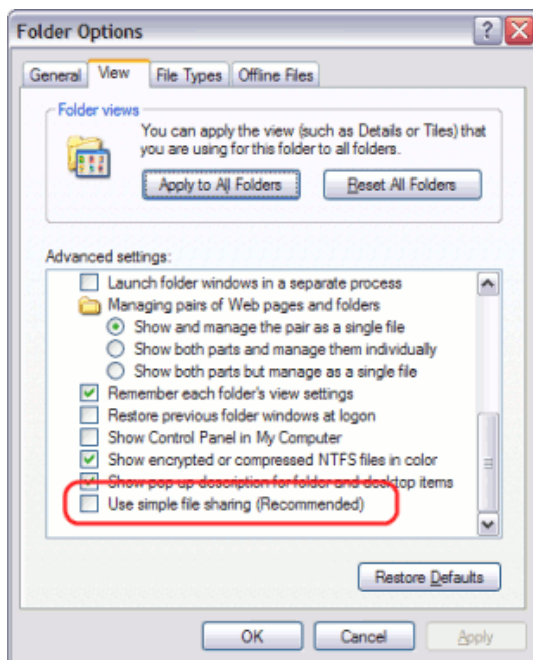 Folder Options
General View File Types Offline Files
Folder views
You can apply the view (such as Details or Tiles) that
you are using for this folder to all folders.
Apply to All Folders Reset All Folders
Advanced settings:
Launch folder windows in a separate process
Managing pairs of Web pages and folders
Show and manage the pair as a single file
Show both parts and manage them individually
Show both parts but manage as a single file
Remember each folder's view settings
Restore previous folder windows at logon
Show Control Panel in My Computer
Show encrypted or compressed NTFS files in color
Show pop-up description for folder and desktop items
Use simple file sharing (Recommended)
Restore Defaults
OK Cancel Apply